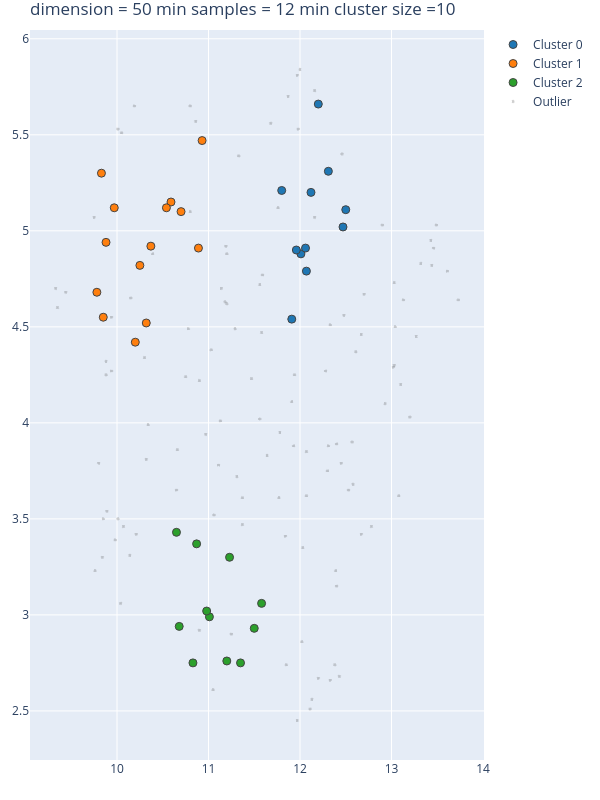 dimension = 50 min samples = 12 min cluster size =10
6
5.5
5
4.5
4
3.5
3
2.5
10
11
12
13
14
Cluster 0
Cluster 1
Cluster 2
Outlier